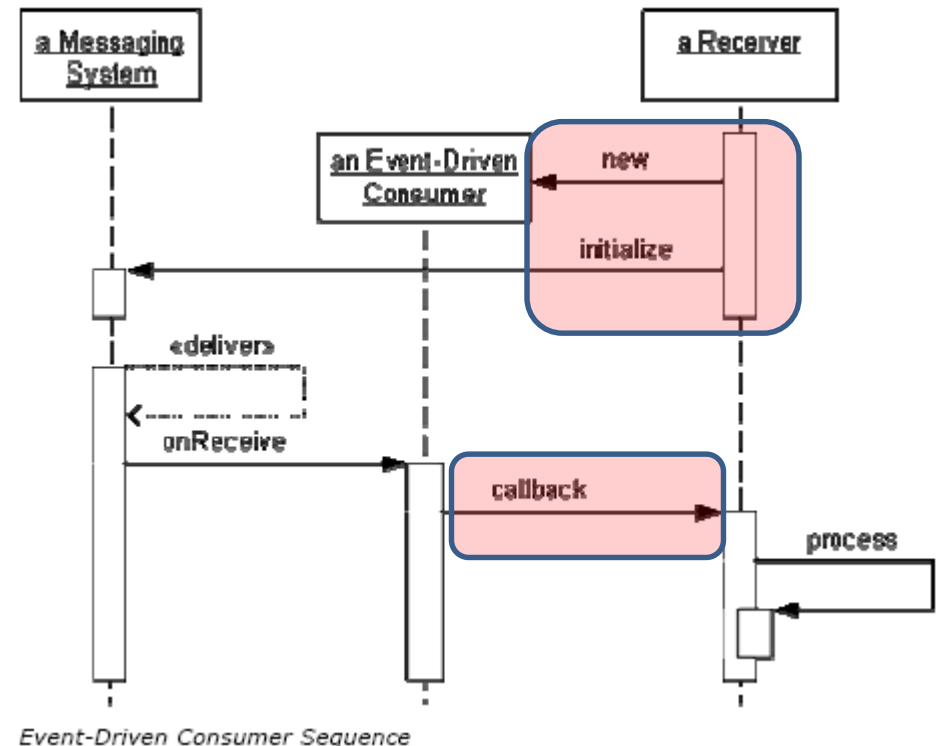 a Messaging
System
a Receiver
an Event-Driven
Consumer
new
initialize
«deliver»
onReceive
callback
process
Event-Driven Consumer Sequence